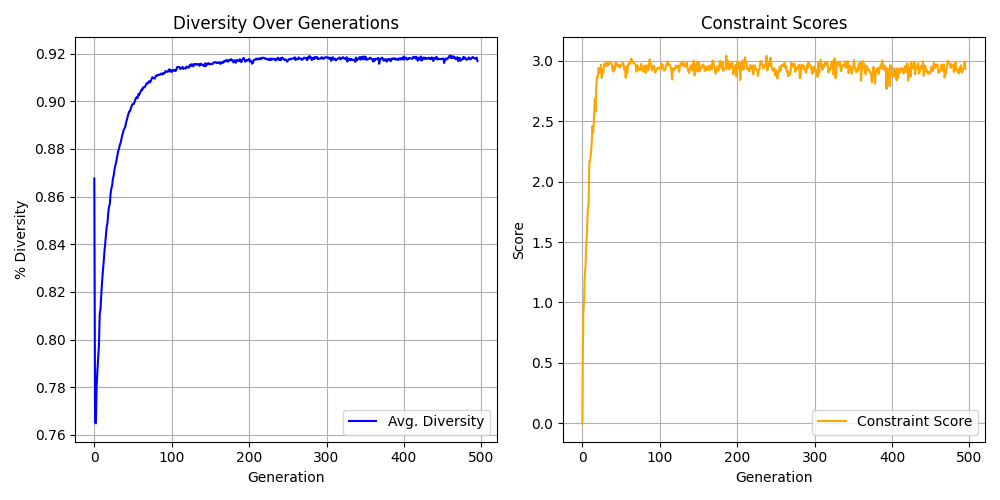 Diversity Over Generations
% Diversity
0.92
0.90
0.88
0.86
0.84
0.82
0.80
0.78
0.76
0 100 200 300 400 500
Generation
Avg. Diversity
Constraint Scores
Score
3.0
2.5
2.0
1.5
1.0
0.5
0.0
0 100 200 300 400 500
Generation
Constraint Score